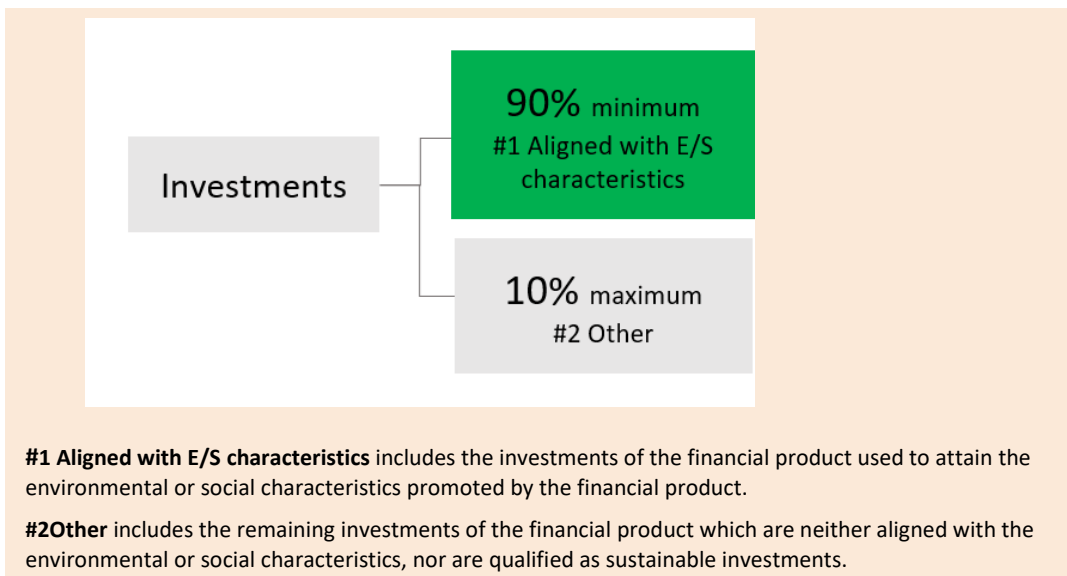 90% minimum
#1 Aligned with E/S
characteristics
Investments
10% maximum
#2 Other
#1 Aligned with E/S characteristics includes the investments of the financial product used to attain the
environmental or social characteristics promoted by the financial product.
#2Other includes the remaining investments of the financial product which are neither aligned with the
environmental or social characteristics, nor are qualified as sustainable investments.